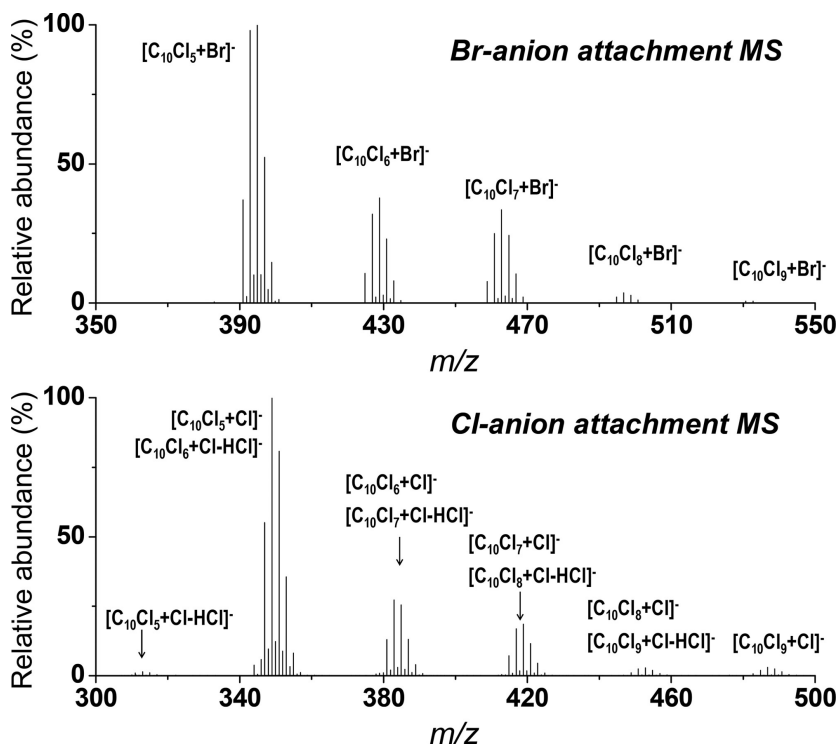 Relative abundance (%)
100
50
0
Br-anion attachment MS
[C₁₀Cl₅+Br]⁻
[C₁₀Cl₆+Br]⁻
[C₁₀Cl₇+Br]⁻
[C₁₀Cl₈+Br]⁻
[C₁₀Cl₉+Br]⁻
350 390 430 470 510 550
m/z
Relative abundance (%)
100
50
0
Cl-anion attachment MS
[C₁₀Cl₅+Cl]⁻
[C₁₀Cl₆+Cl-HCl]⁻
[C₁₀Cl₆+Cl]⁻
[C₁₀Cl₇+Cl-HCl]⁻
[C₁₀Cl₇+Cl]⁻
[C₁₀Cl₈+Cl-HCl]⁻
[C₁₀Cl₅+Cl-HCl]⁻
[C₁₀Cl₈+Cl]⁻
[C₁₀Cl₉+Cl-HCl]⁻
[C₁₀Cl₉+Cl]⁻
300 340 380 420 460 500
m/z